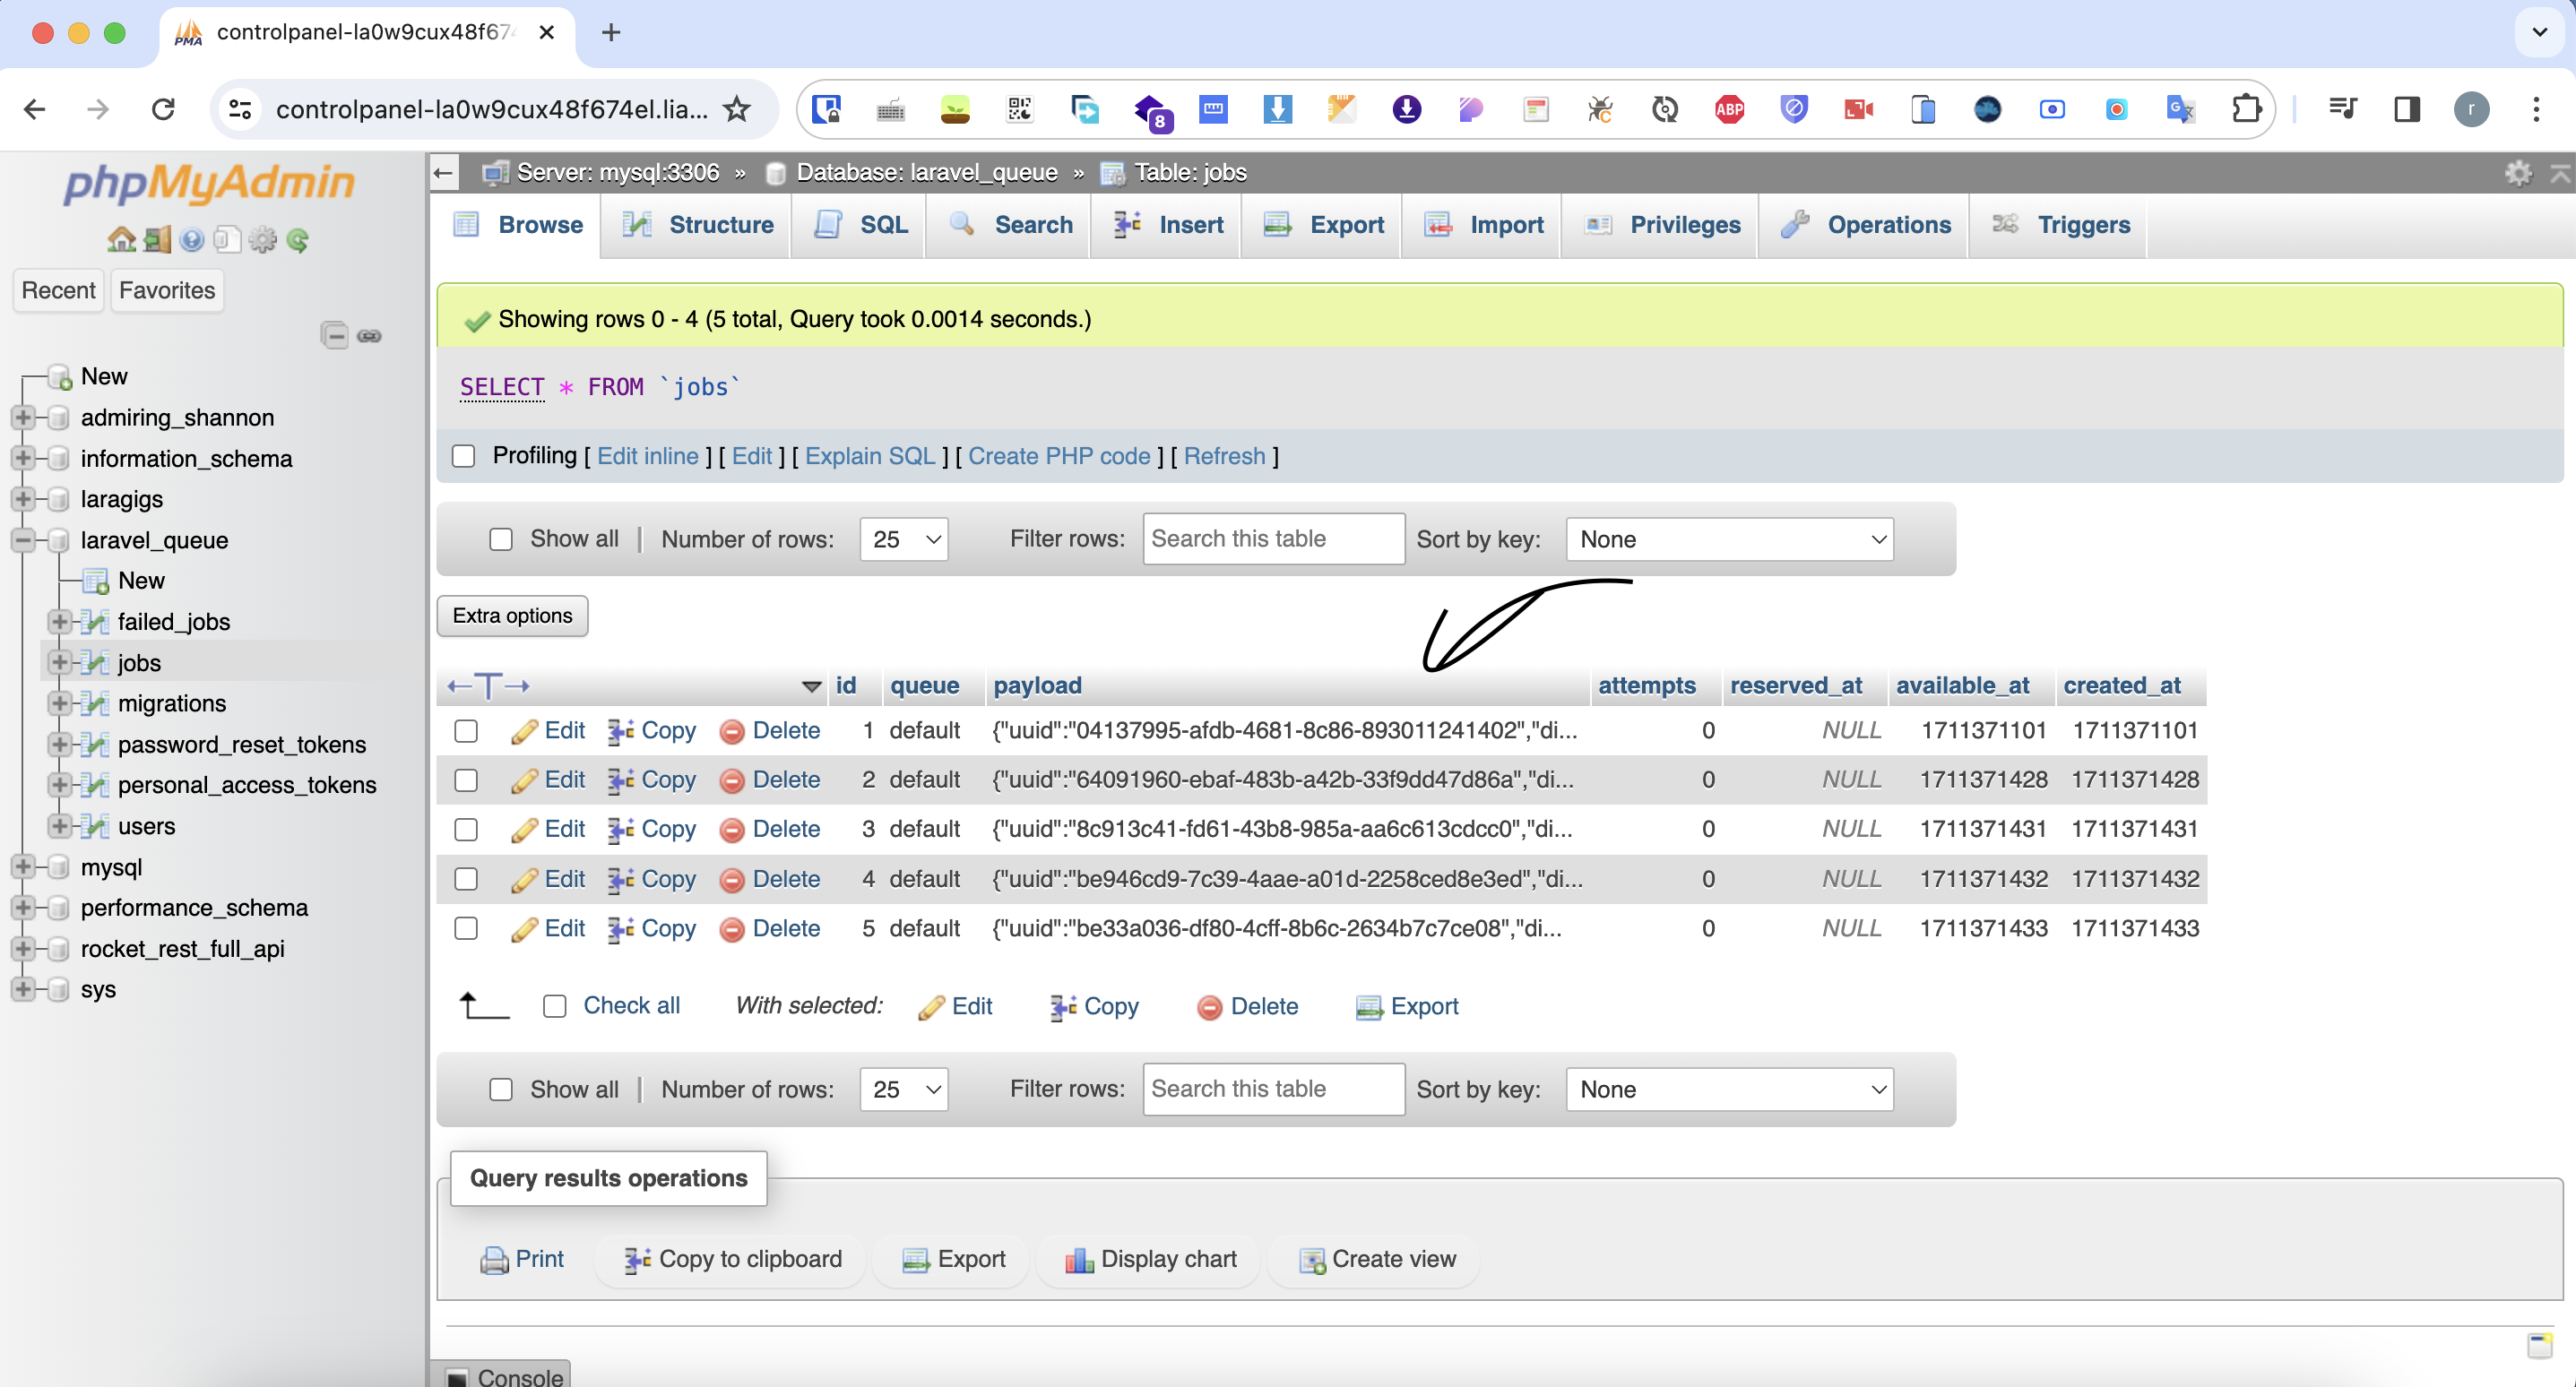 controlpanel-la0w9cux48f674
controlpanel-la0w9cux48f674el.lia...
8
ABP
r
phpMyAdmin
Recent Favorites
New
admiring_shannon
information_schema
laragigs
laravel_queue
New
failed_jobs
jobs
migrations
password_reset_tokens
personal_access_tokens
users
mysql
performance_schema
rocket_rest_full_api
sys
Server: mysql:3306 » Database: laravel_queue » Table: jobs
Browse Structure SQL Search Insert Export Import Privileges Operations Triggers
Showing rows 0 - 4 (5 total, Query took 0.0014 seconds.)
SELECT * FROM `jobs`
Profiling [ Edit inline ] [ Edit ] [ Explain SQL ] [ Create PHP code ] [ Refresh ]
Show all | Number of rows: 25 Filter rows: Search this table Sort by key: None
Extra options
←T→ id queue payload attempts reserved_at available_at created_at
Edit Copy Delete 1 default {"uuid":"04137995-afdb-4681-8c86-893011241402","di... 0 NULL 1711371101 1711371101
Edit Copy Delete 2 default {"uuid":"64091960-ebaf-483b-a42b-33f9dd47d86a","di... 0 NULL 1711371428 1711371428
Edit Copy Delete 3 default {"uuid":"8c913c41-fd61-43b8-985a-aa6c613cdcc0","di... 0 NULL 1711371431 1711371431
Edit Copy Delete 4 default {"uuid":"be946cd9-7c39-4aae-a01d-2258ced8e3ed","di... 0 NULL 1711371432 1711371432
Edit Copy Delete 5 default {"uuid":"be33a036-df80-4cff-8b6c-2634b7c7ce08","di... 0 NULL 1711371433 1711371433
Check all With selected: Edit Copy Delete Export
Show all | Number of rows: 25 Filter rows: Search this table Sort by key: None
Query results operations
Print Copy to clipboard Export Display chart Create view
Console